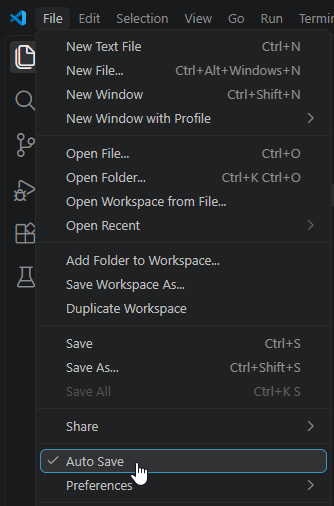 File Edit Selection View Go Run Termin
New Text File Ctrl+N
New File... Ctrl+Alt+Windows+N
New Window Ctrl+Shift+N
New Window with Profile
Open File... Ctrl+O
Open Folder... Ctrl+K Ctrl+O
Open Workspace from File...
Open Recent
Add Folder to Workspace...
Save Workspace As...
Duplicate Workspace
Save Ctrl+S
Save As... Ctrl+Shift+S
Save All Ctrl+K S
Share
Auto Save
Preferences